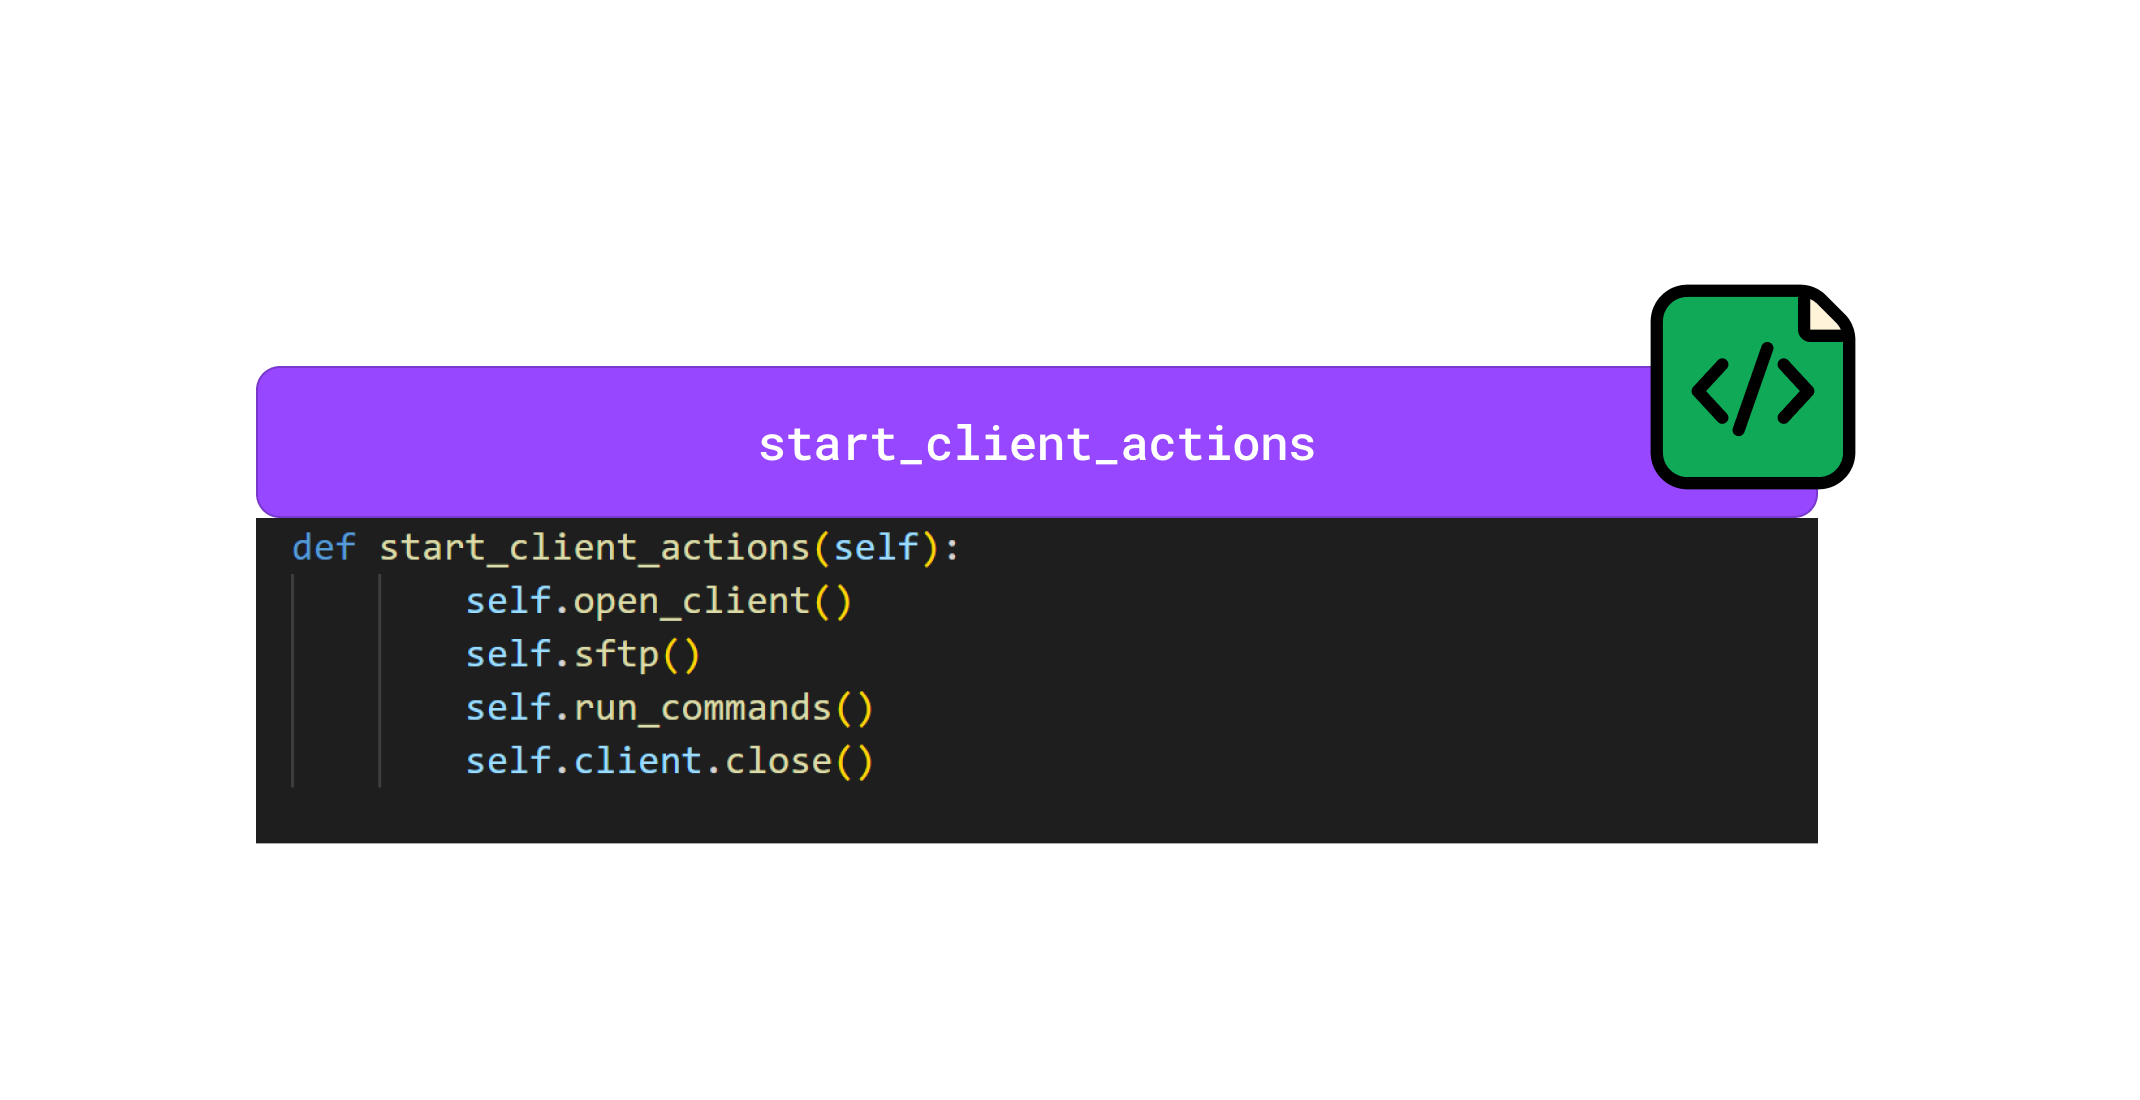 start_client_actions
def start_client_actions(self):
self.open_client()
self.sftp()
self.run_commands()
self.client.close()